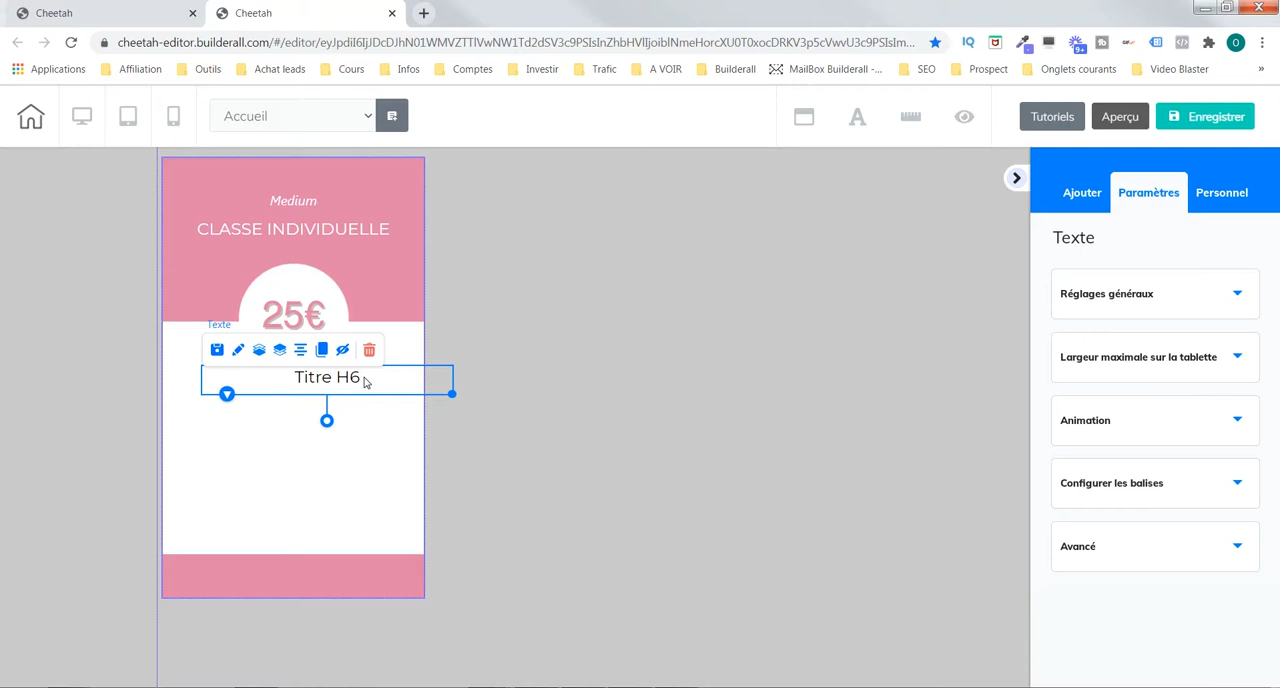 Cheetah
Cheetah
cheetah-editor.builderall.com/#/editor/
Applications Affiliation Outils Achat leads Cours Infos Comptes Investir Trafic A VOIR Builderall MailBox Builderall -... SEO Prospect Onglets courants Video Blaster »
Accueil
Tutoriels Aperçu Enregistrer
Ajouter Paramètres Personnel
Texte
Réglages généraux
Largeur maximale sur la tablette
Animation
Configurer les balises
Avancé
Medium
CLASSE INDIVIDUELLE
25€
Texte
Titre H6